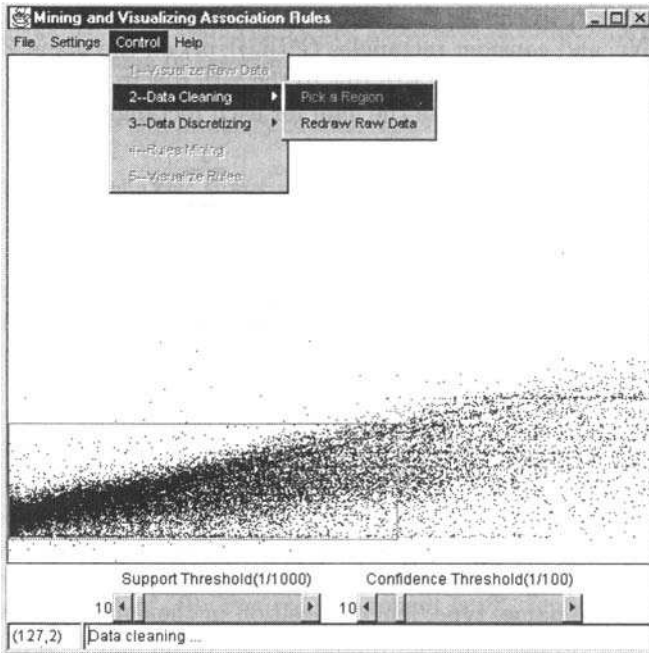 Mining and Visualizing Association Rules
File Settings Control Help
1--Visualize Raw Data
2--Data Cleaning
Pick a Region
3--Data Discretizing
Redraw Raw Data
4--Rules Mining
5--Visualize Rules
Support Threshold(1/1000) Confidence Threshold(1/100)
10 10
(127,2) Data cleaning ...